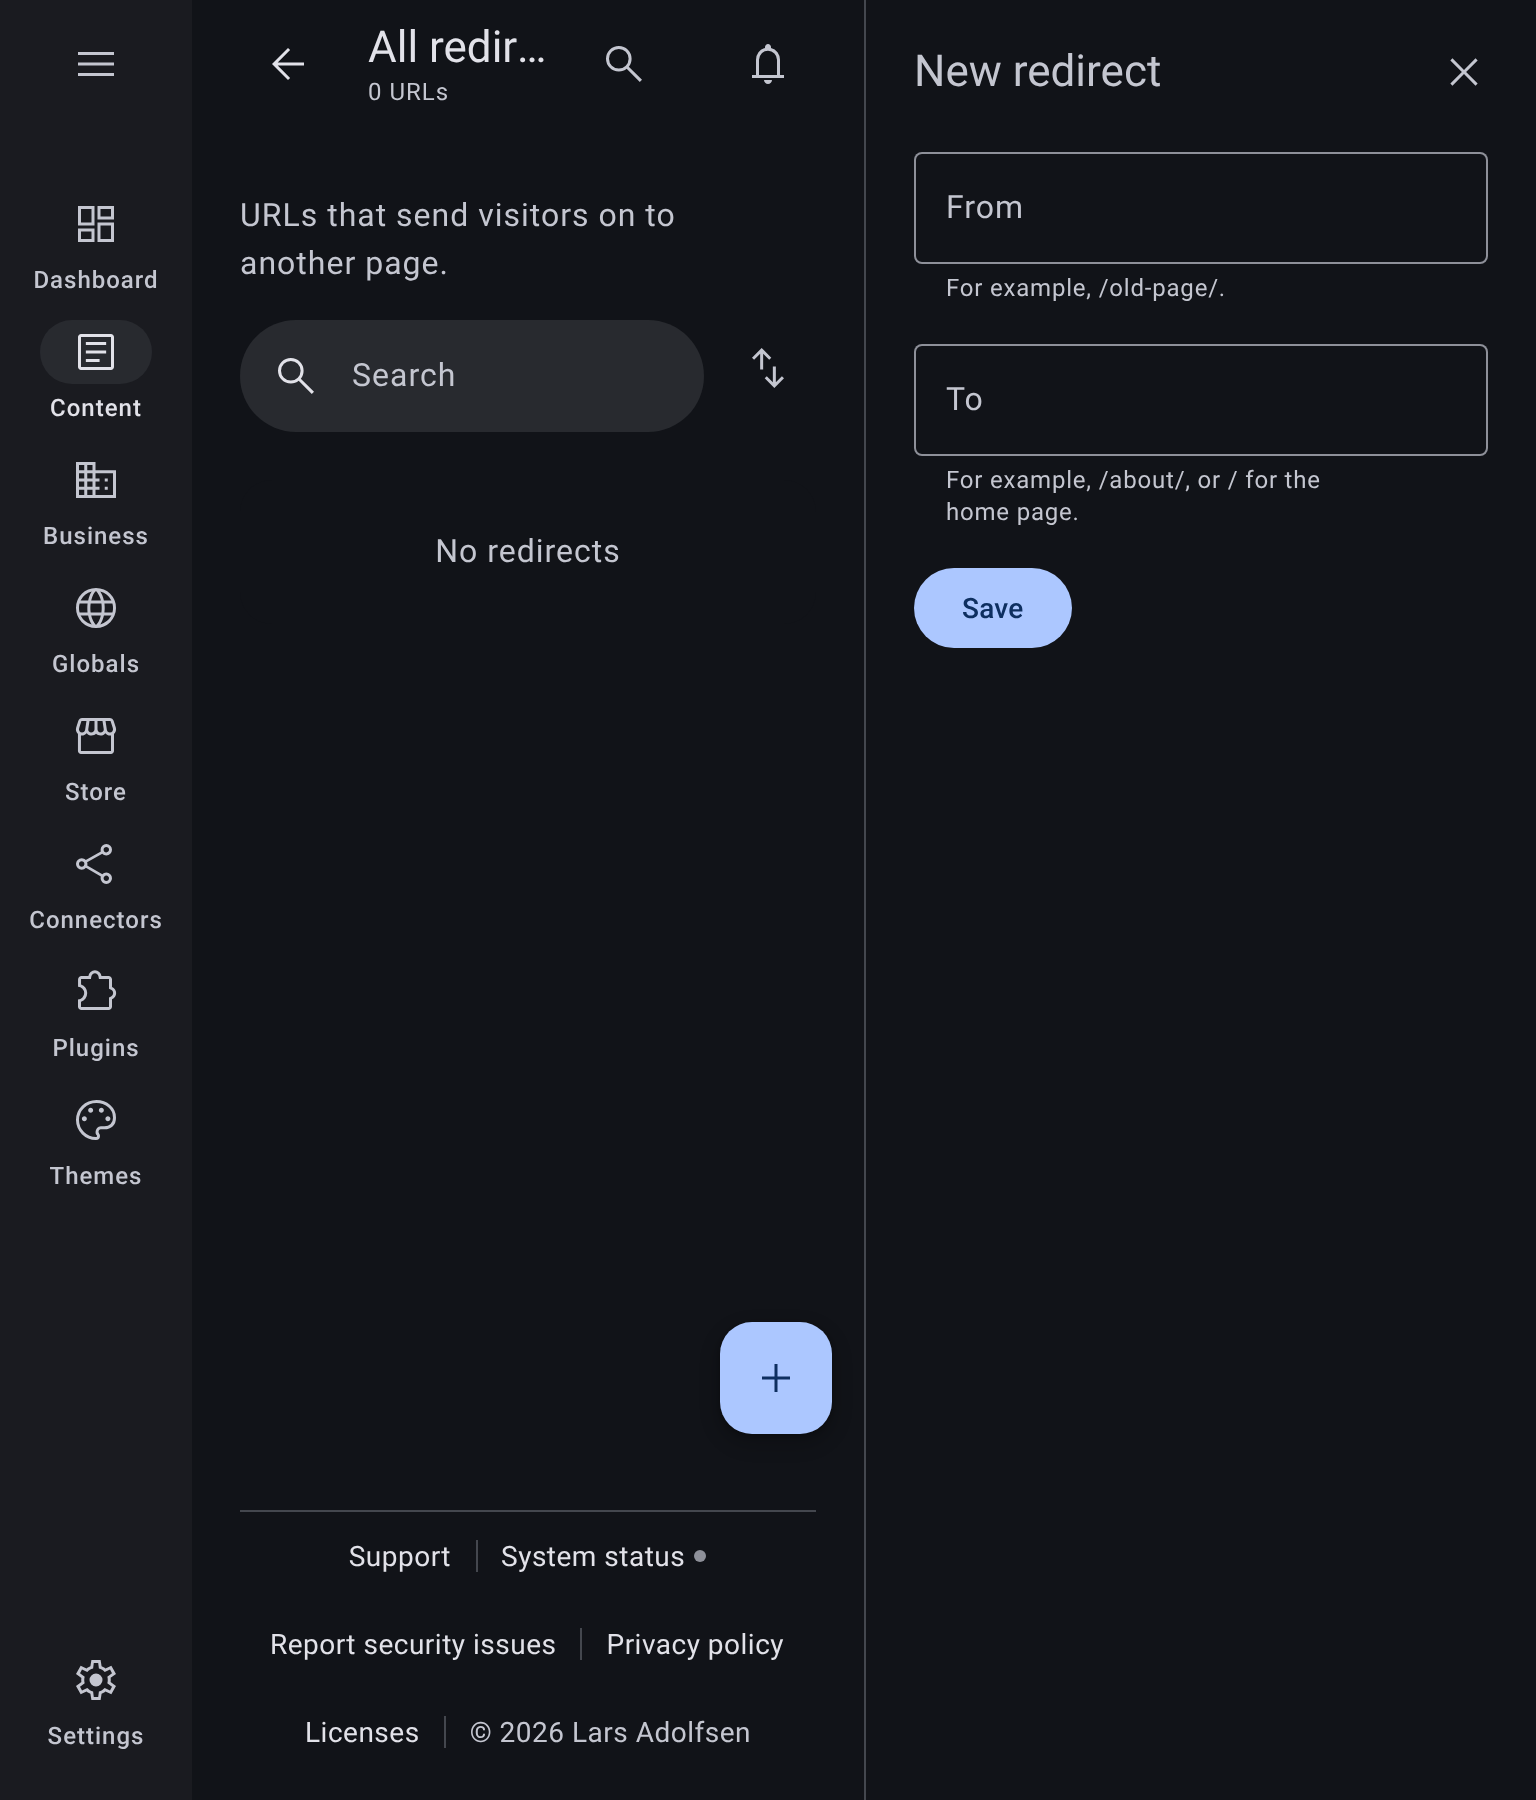 All redir…
0 URLs
Dashboard
Content
Business
Globals
Store
Connectors
Plugins
Themes
Settings
URLs that send visitors on to
another page.
Search
No redirects
Support
System status
Report security issues
Privacy policy
Licenses
© 2026 Lars Adolfsen
New redirect
From
For example, /old-page/.
To
For example, /about/, or / for the
home page.
Save